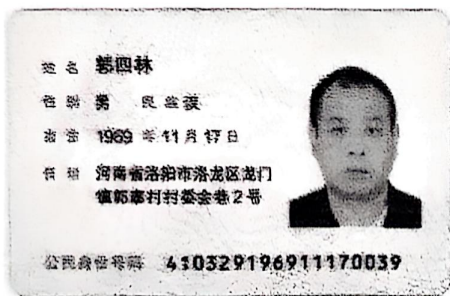 姓名 郭四林
性别 男 民族 汉
出生 1969 年 11 月 17 日
住址 河南省洛阳市洛龙区龙门
镇郭寨村村委会巷2号
公民身份号码 410329196911170039